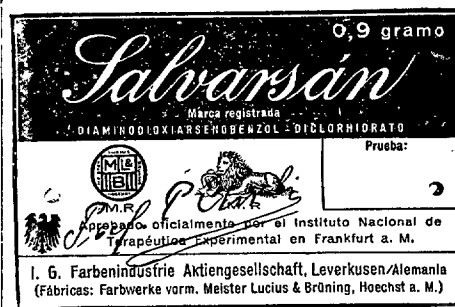 0,9 gramo
Salvarsán
Marca registrada
DIAMINODIOXIARSENOBENZOL - DICLORHIDRATO
Prueba:
M L & B
M.R.
Aprobado oficialmente por el Instituto Nacional de
Terapéutica Experimental en Frankfurt a. M.
I. G. Farbenindustrie Aktiengesellschaft, Leverkusen/Alemania
(Fábricas: Farbwerke vorm. Meister Lucius & Brüning, Hoechst a. M.)